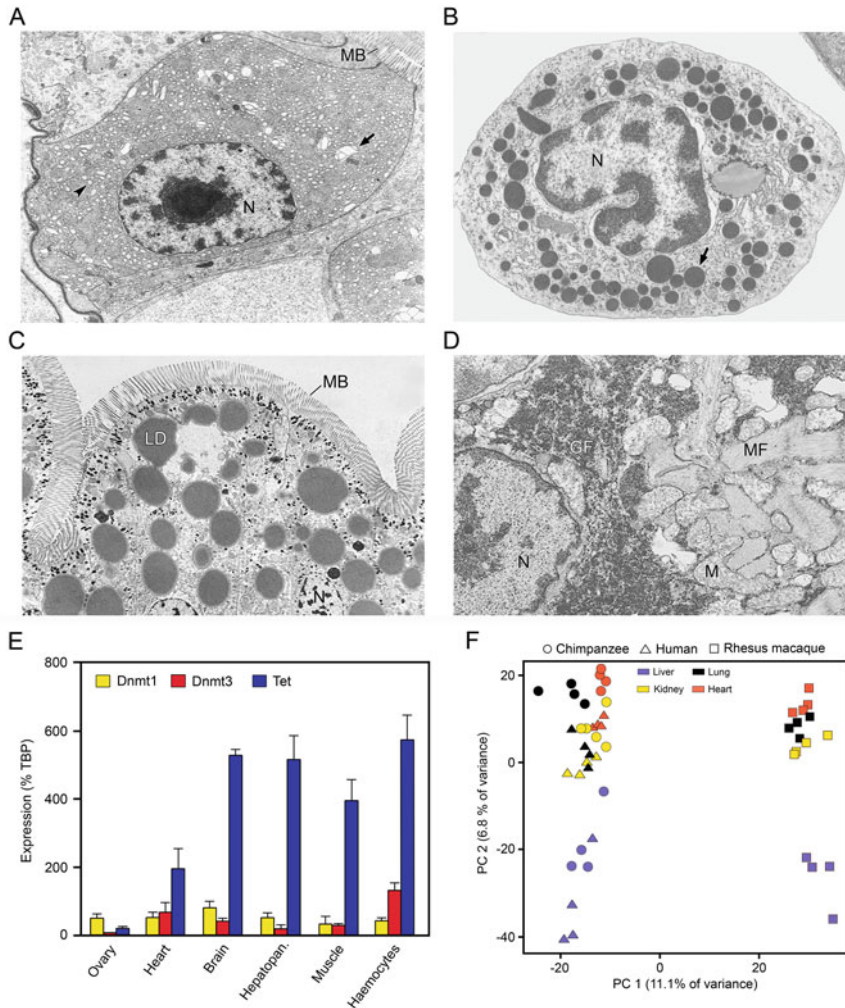 A
MB
N
B
N
C
MB
LD
N
D
GF
MF
N
M
E
Dnmt1 Dnmt3 Tet
Expression (% TBP)
800
600
400
200
0
Ovary
Heart
Brain
Hepatopan.
Muscle
Haemocytes
F
Chimpanzee Human Rhesus macaque
Liver Lung
Kidney Heart
PC 2 (6.8 % of variance)
20
0
-20
-40
-20 0 20
PC 1 (11.1% of variance)